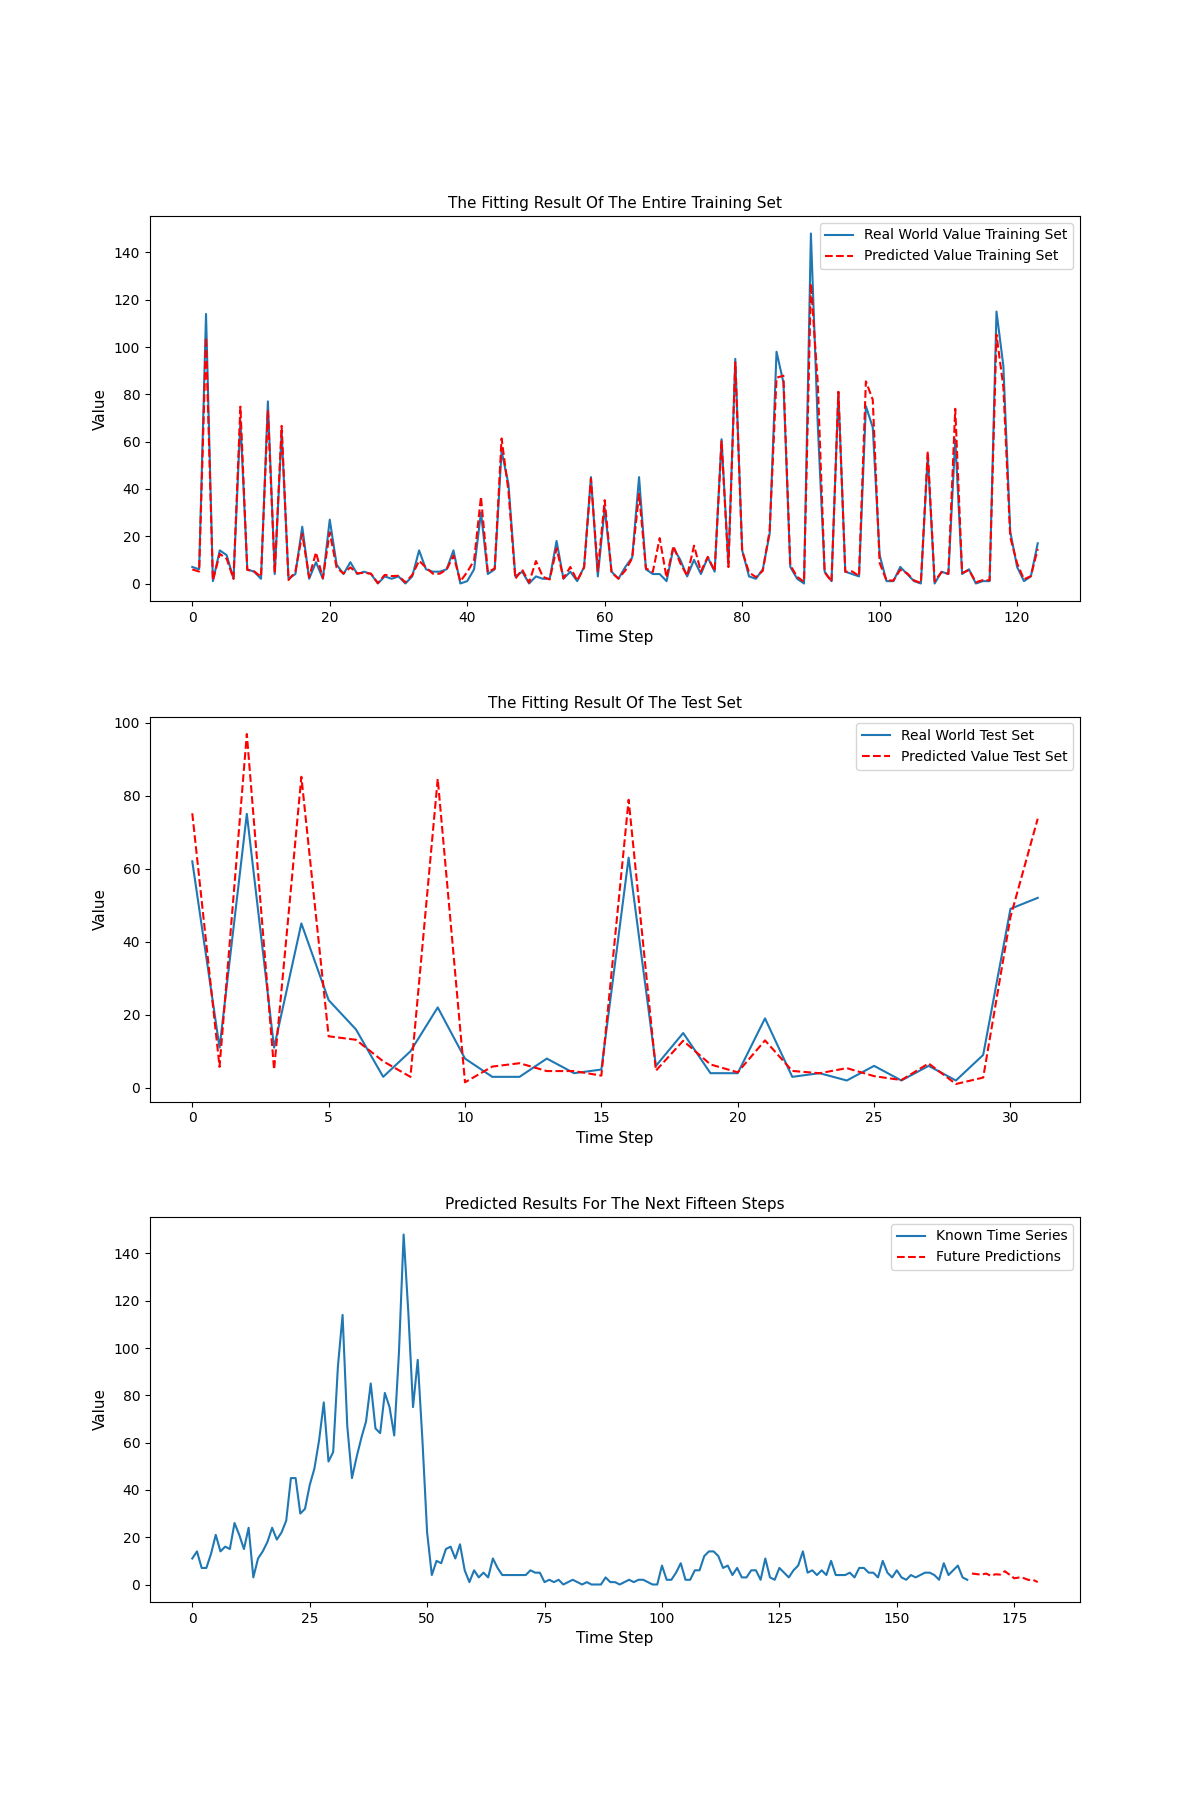 The Fitting Result Of The Entire Training Set
Real World Value Training Set
Predicted Value Training Set
Value
140
120
100
80
60
40
20
0
0 20 40 60 80 100 120
Time Step
The Fitting Result Of The Test Set
Real World Test Set
Predicted Value Test Set
Value
100
80
60
40
20
0
0 5 10 15 20 25 30
Time Step
Predicted Results For The Next Fifteen Steps
Known Time Series
Future Predictions
Value
140
120
100
80
60
40
20
0
0 25 50 75 100 125 150 175
Time Step